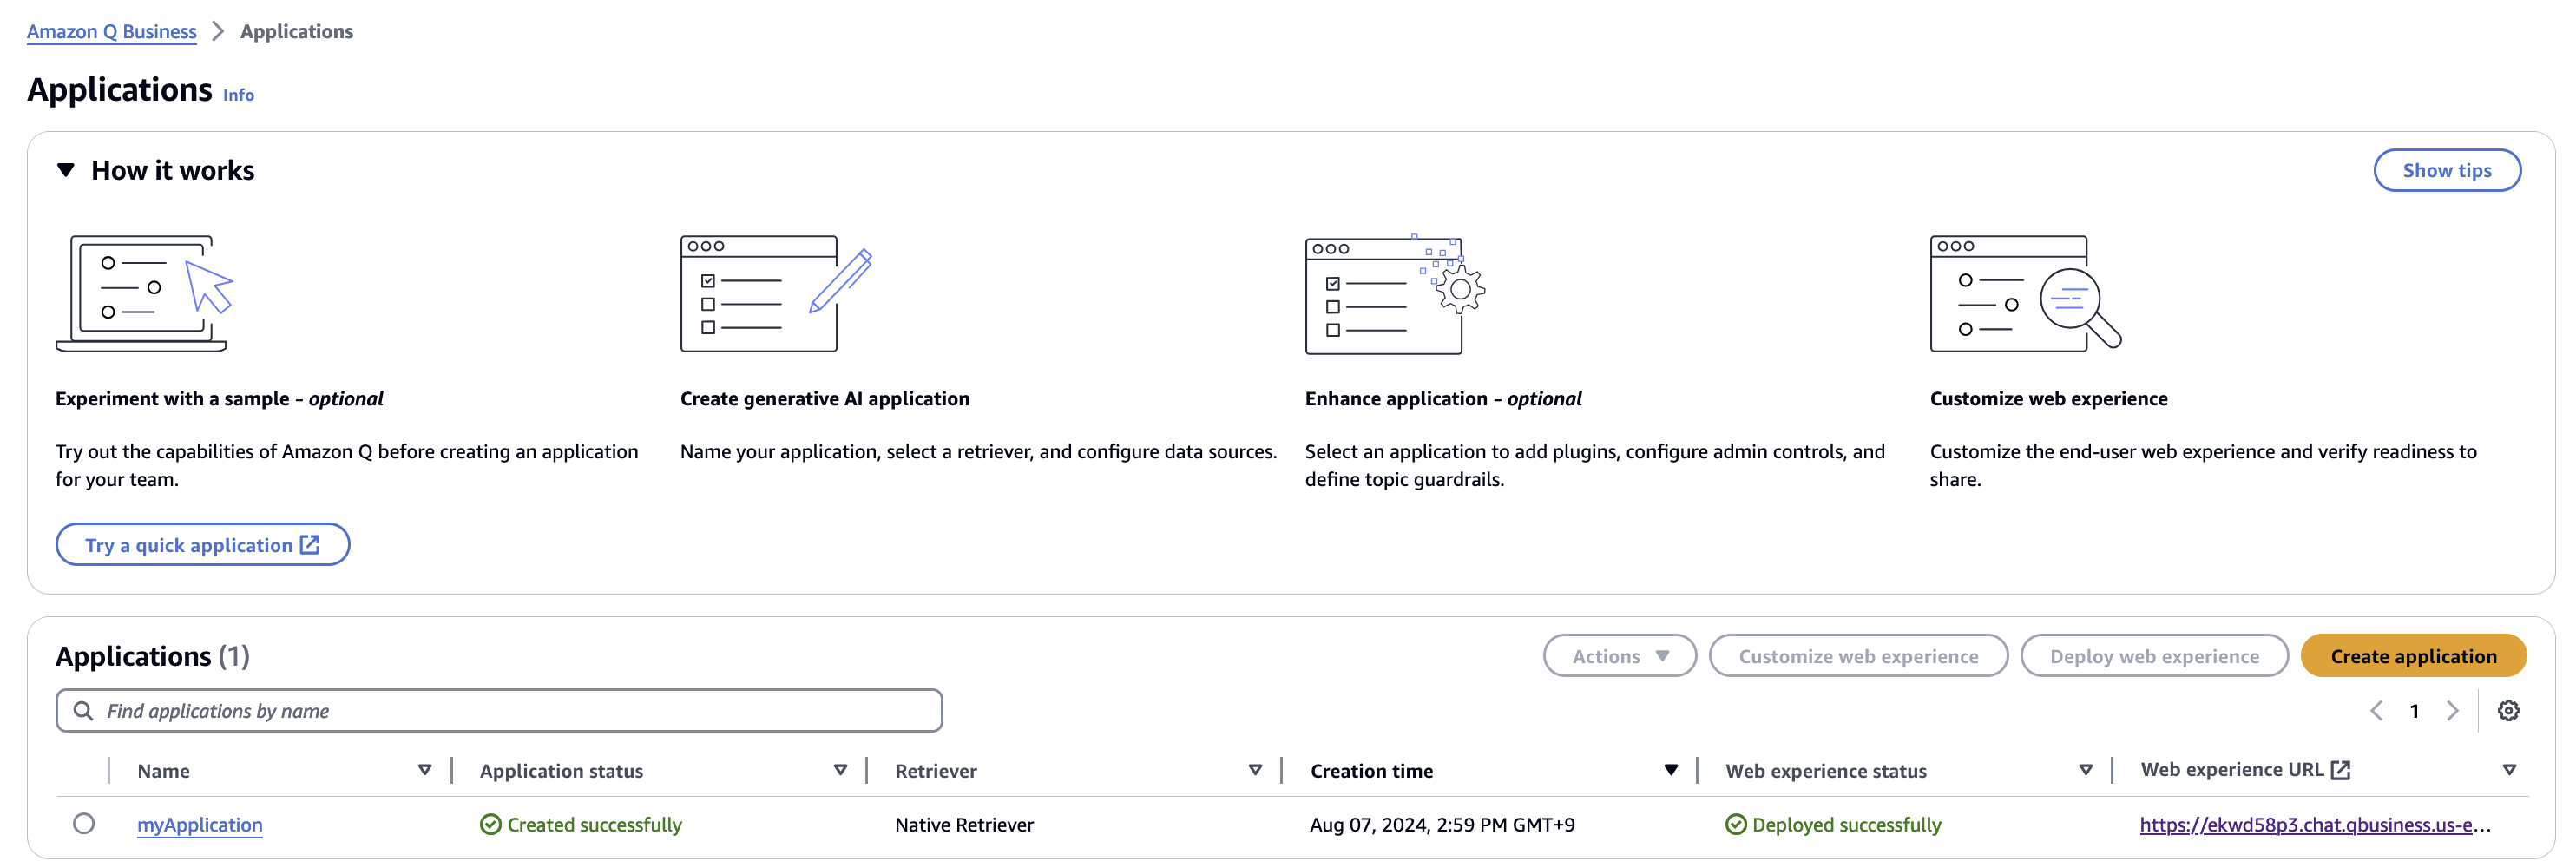 Amazon Q Business > Applications
Applications Info
How it works
Show tips
Experiment with a sample – optional
Try out the capabilities of Amazon Q before creating an application
for your team.
Try a quick application
Create generative AI application
Name your application, select a retriever, and configure data sources.
Enhance application – optional
Select an application to add plugins, configure admin controls, and
define topic guardrails.
Customize web experience
Customize the end-user web experience and verify readiness to
share.
Applications (1)
Actions Customize web experience Deploy web experience Create application
Find applications by name
1
Name Application status Retriever Creation time Web experience status Web experience URL
myApplication Created successfully Native Retriever Aug 07, 2024, 2:59 PM GMT+9 Deployed successfully https://ekwd58p3.chat.qbusiness.us-e...